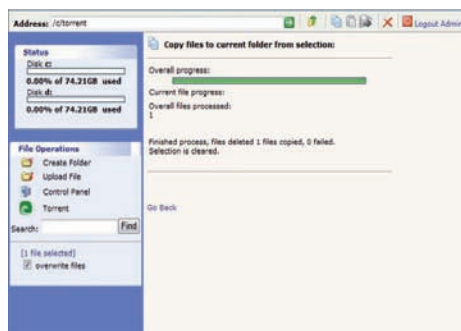 Address: /c/torrent
Logout Admin
Status
Disk c:
0.00% of 74.21GB used
Disk d:
0.00% of 74.21GB used
File Operations
Create Folder
Upload File
Control Panel
Torrent
Search: Find
[1 file selected]
overwrite files
Copy files to current folder from selection:
Overall progress:
Current file progress:
Overall files processed:
1
Finished process, files deleted 1 files copied, 0 failed.
Selection is cleared.
Go Back